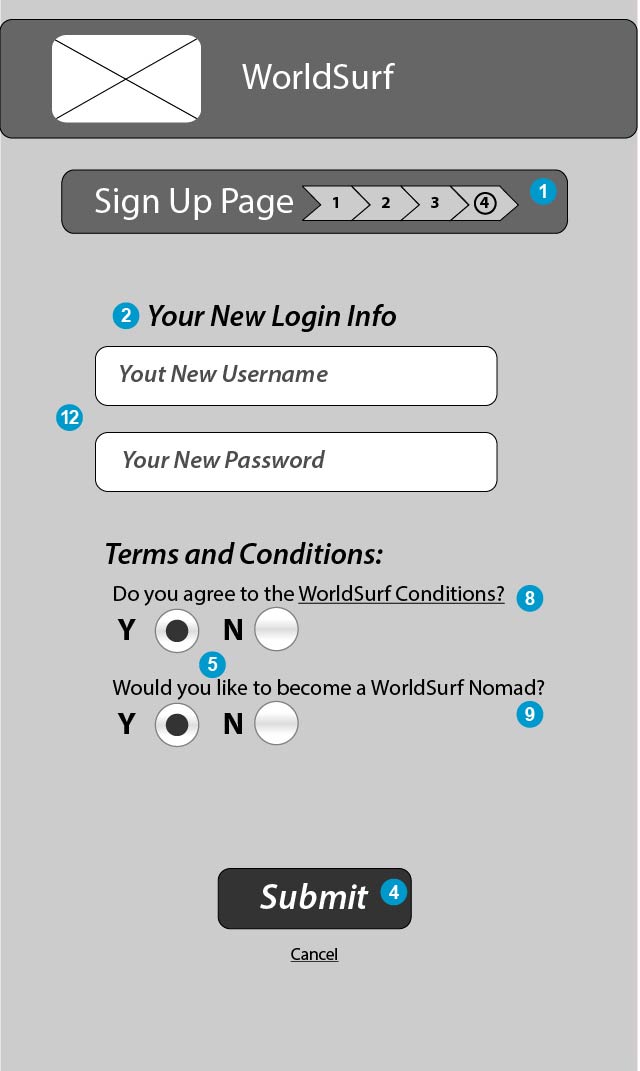 WorldSurf
Sign Up Page 1 2 3 4 1
2 Your New Login Info
Yout New Username
12
Your New Password
Terms and Conditions:
Do you agree to the WorldSurf Conditions? 8
Y N
5
Would you like to become a WorldSurf Nomad?
Y N 9
Submit 4
Cancel